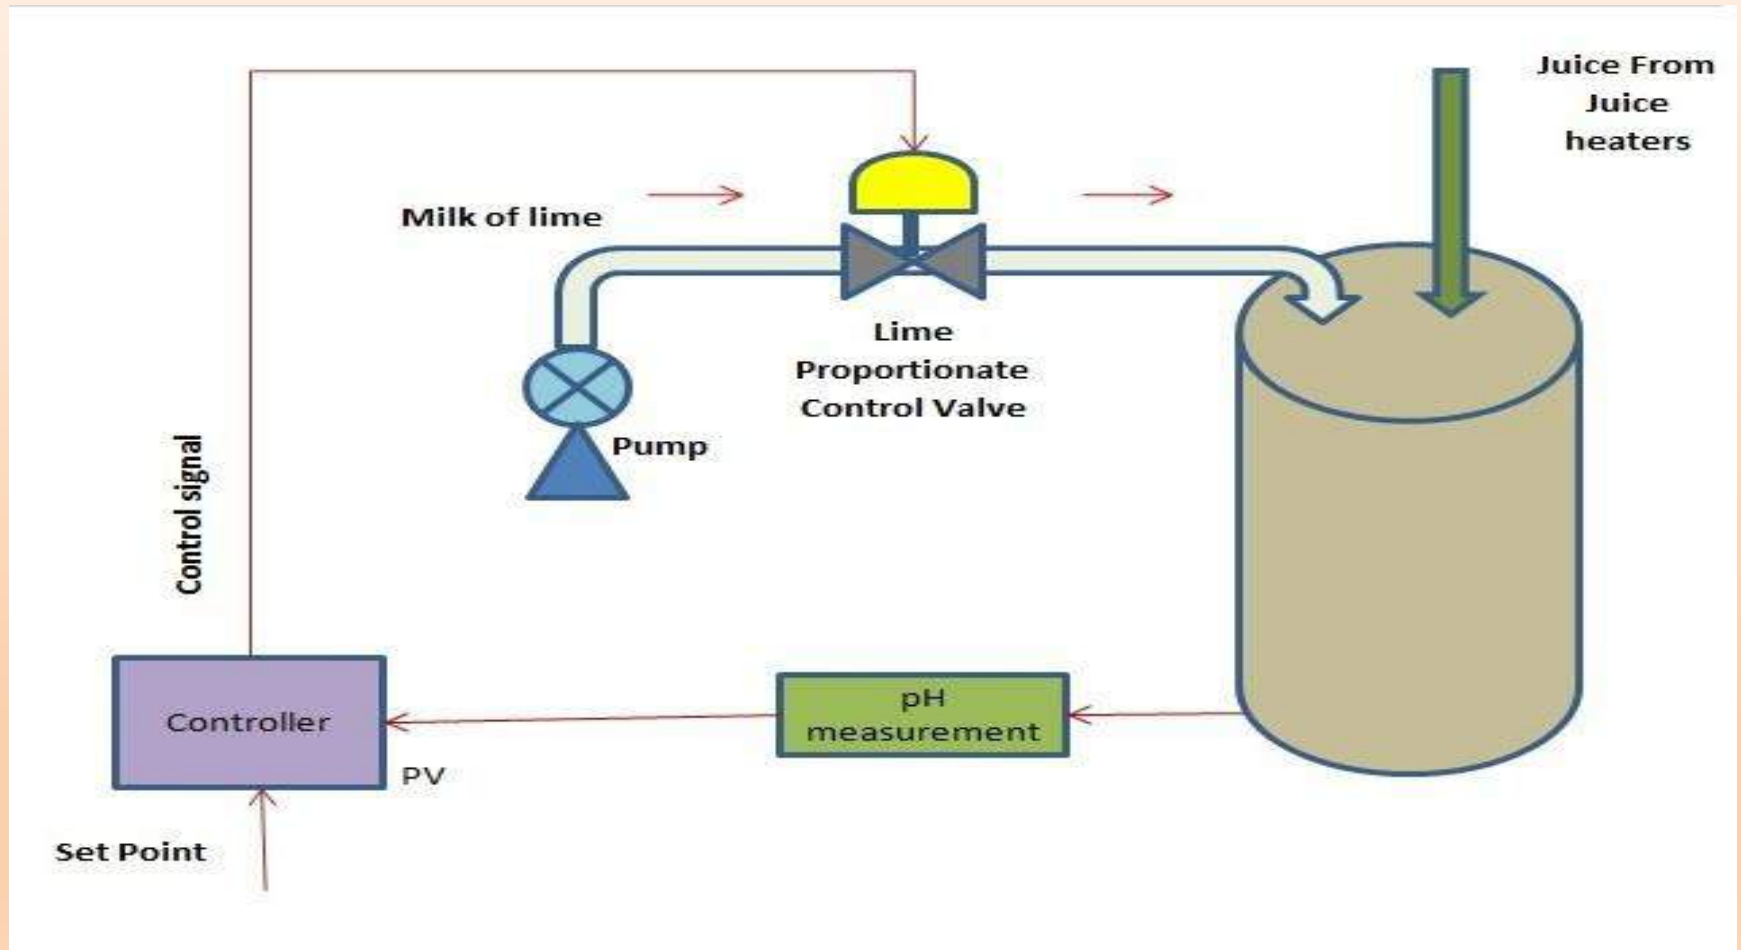 Juice From
Juice
heaters
Milk of lime
Lime
Proportionate
Control Valve
Pump
Control signal
pH
measurement
Controller
PV
Set Point